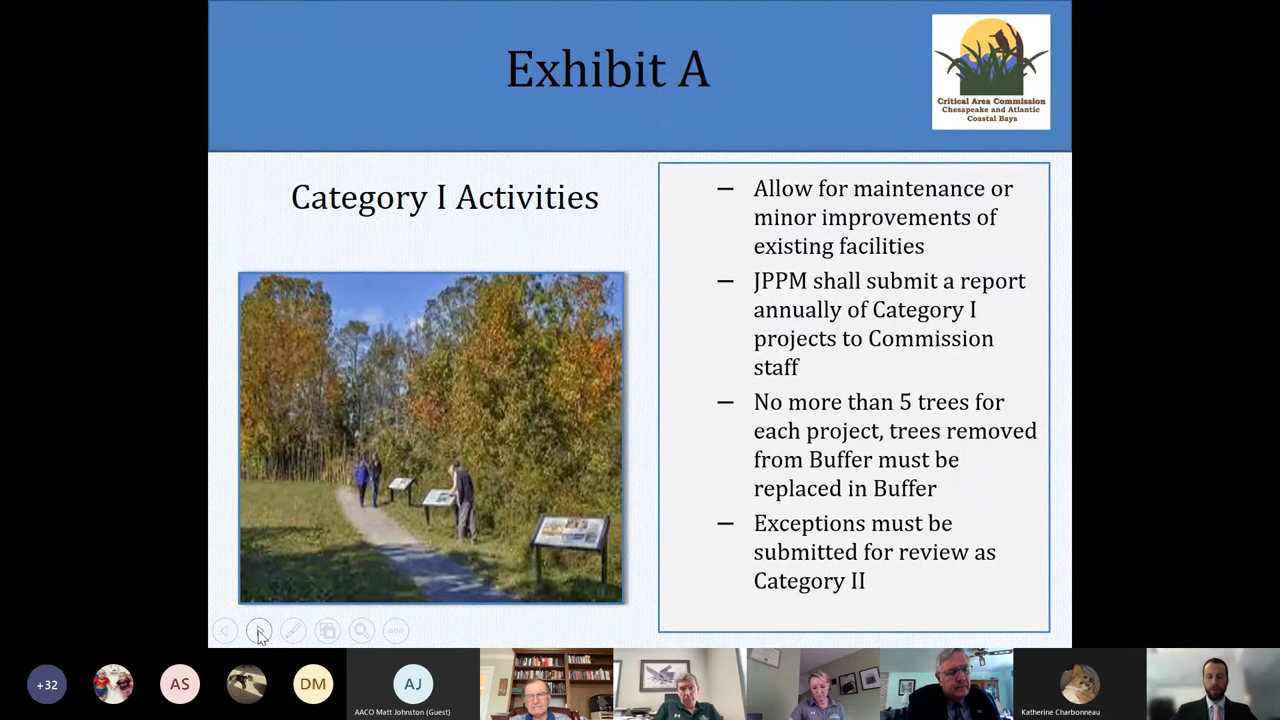 Exhibit A
Critical Area Commission
Chesapeake and Atlantic
Coastal Bays
Category I Activities
— Allow for maintenance or
minor improvements of
existing facilities
— JPPM shall submit a report
annually of Category I
projects to Commission
staff
— No more than 5 trees for
each project, trees removed
from Buffer must be
replaced in Buffer
— Exceptions must be
submitted for review as
Category II
+32
AS
DM
AJ
AACO Matt Johnston (Guest)
Katherine Charbonneau